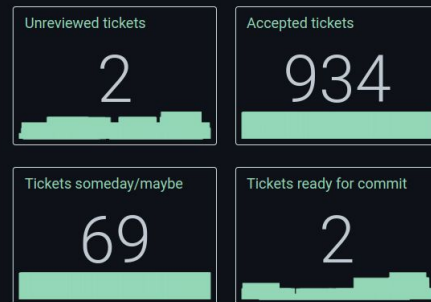 Unreviewed tickets
2
Accepted tickets
934
Tickets someday/maybe
69
Tickets ready for commit
2